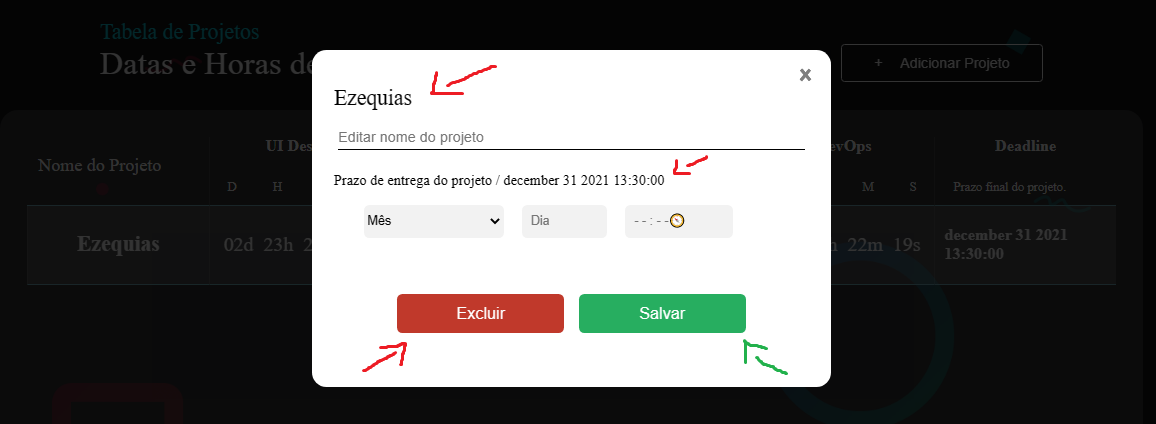 Tabela de Projetos
Datas e Horas de
+ Adicionar Projeto
×
Ezequias
Editar nome do projeto
Prazo de entrega do projeto / december 31 2021 13:30:00
Mês Dia --:--
Excluir Salvar
Nome do Projeto UI Des evOps Deadline
D H M S Prazo final do projeto.
Ezequias 02d 23h 2 m 22m 19s december 31 2021
13:30:00